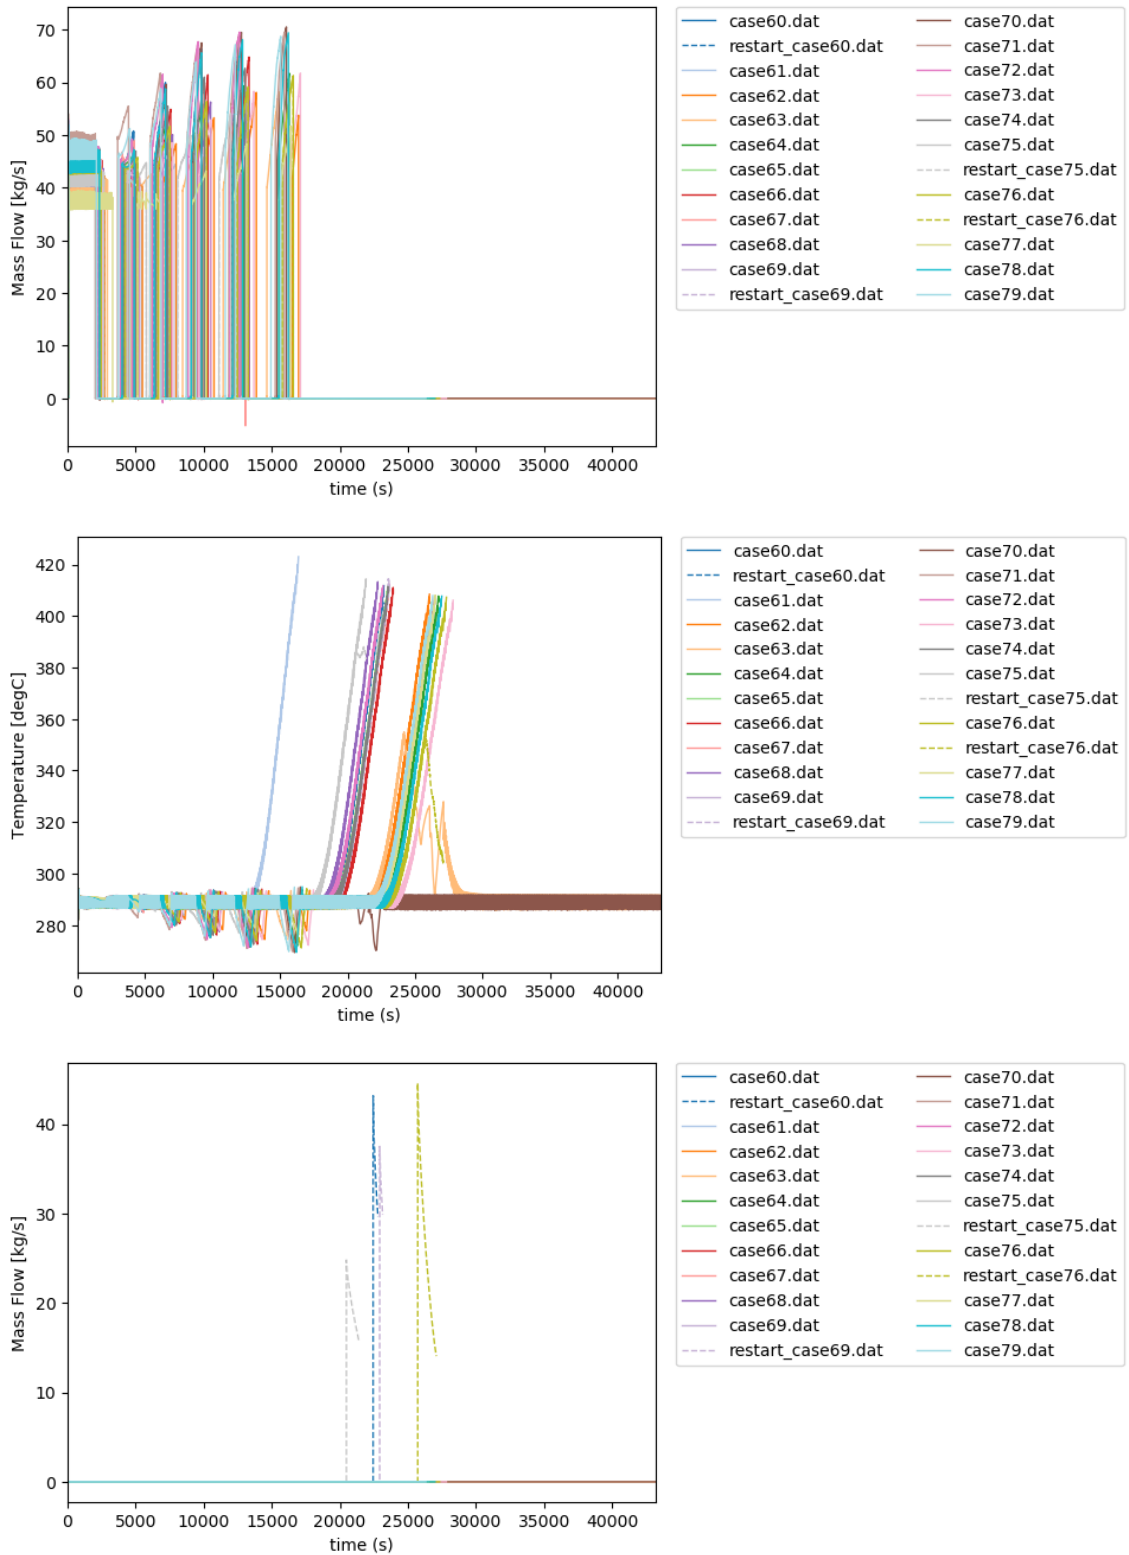 70
60
50
40
30
20
10
0
Mass Flow [kg/s]
0 5000 10000 15000 20000 25000 30000 35000 40000
time (s)
case60.dat
restart_case60.dat
case61.dat
case62.dat
case63.dat
case64.dat
case65.dat
case66.dat
case67.dat
case68.dat
case69.dat
restart_case69.dat
case70.dat
case71.dat
case72.dat
case73.dat
case74.dat
case75.dat
restart_case75.dat
case76.dat
restart_case76.dat
case77.dat
case78.dat
case79.dat
420
400
380
360
340
320
300
280
Temperature [degC]
0 5000 10000 15000 20000 25000 30000 35000 40000
time (s)
case60.dat
restart_case60.dat
case61.dat
case62.dat
case63.dat
case64.dat
case65.dat
case66.dat
case67.dat
case68.dat
case69.dat
restart_case69.dat
case70.dat
case71.dat
case72.dat
case73.dat
case74.dat
case75.dat
restart_case75.dat
case76.dat
restart_case76.dat
case77.dat
case78.dat
case79.dat
40
30
20
10
0
Mass Flow [kg/s]
0 5000 10000 15000 20000 25000 30000 35000 40000
time (s)
case60.dat
restart_case60.dat
case61.dat
case62.dat
case63.dat
case64.dat
case65.dat
case66.dat
case67.dat
case68.dat
case69.dat
restart_case69.dat
case70.dat
case71.dat
case72.dat
case73.dat
case74.dat
case75.dat
restart_case75.dat
case76.dat
restart_case76.dat
case77.dat
case78.dat
case79.dat